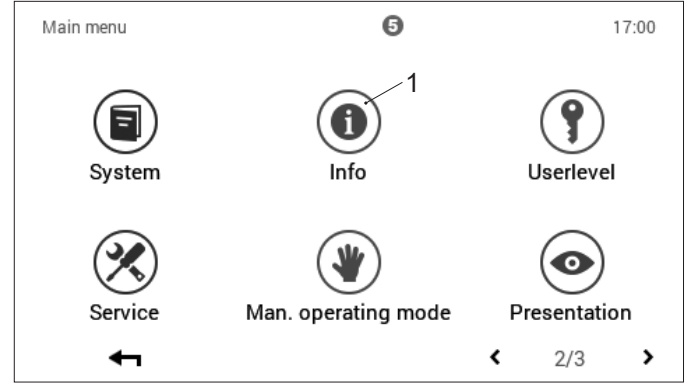 Main menu 5 17:00
1
System Info Userlevel
Service Man. operating mode Presentation
2/3